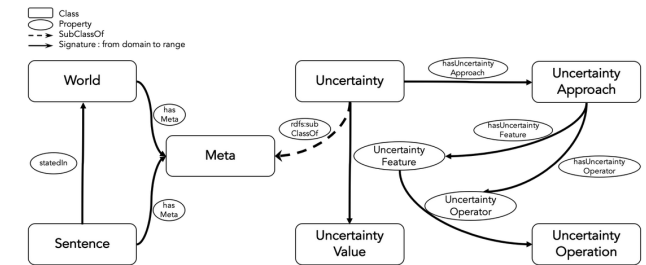 Class
Property
SubClassOf
Signature : from domain to range
World
has
Meta
statedIn
Meta
has
Meta
Sentence
Uncertainty
hasUncertainty
Approach
Uncertainty
Approach
rdfs:sub
ClassOf
hasUncertainty
Feature
Uncertainty
Feature
hasUncertainty
Operator
Uncertainty
Operator
Uncertainty
Value
Uncertainty
Operation